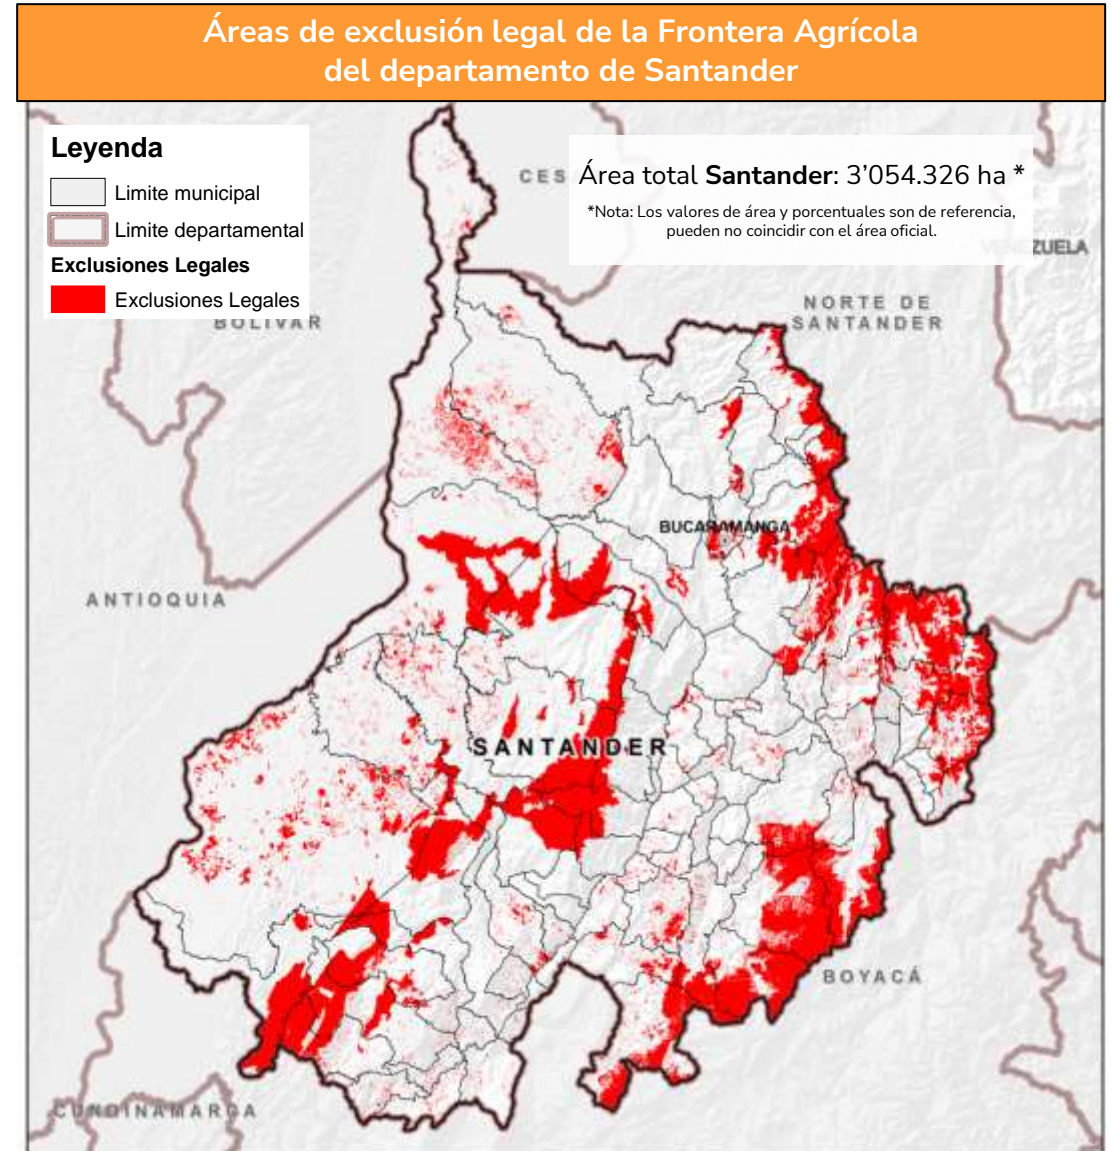 Áreas de exclusión legal de la Frontera Agrícola
del departamento de Santander
Leyenda
Limite municipal
Limite departamental
Exclusiones Legales
Exclusiones Legales
Área total Santander: 3’054.326 ha *
*Nota: Los valores de área y porcentuales son de referencia,
pueden no coincidir con el área oficial.
CES
ZUELA
BOLIVAR
NORTE DE
SANTANDER
BUCARAMANGA
ANTIOQUIA
SANTANDER
BOYACÁ
CUNDINAMARCA